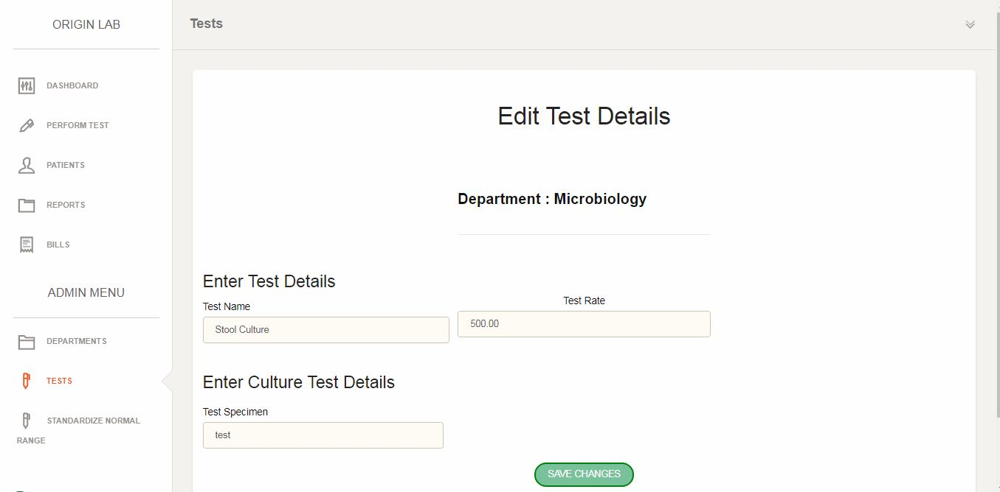 ORIGIN LAB
DASHBOARD
PERFORM TEST
PATIENTS
REPORTS
BILLS
ADMIN MENU
DEPARTMENTS
TESTS
STANDARDIZE NORMAL
RANGE
Tests
Edit Test Details
Department : Microbiology
Enter Test Details
Test Name
Stool Culture
Test Rate
500.00
Enter Culture Test Details
Test Specimen
test
SAVE CHANGES